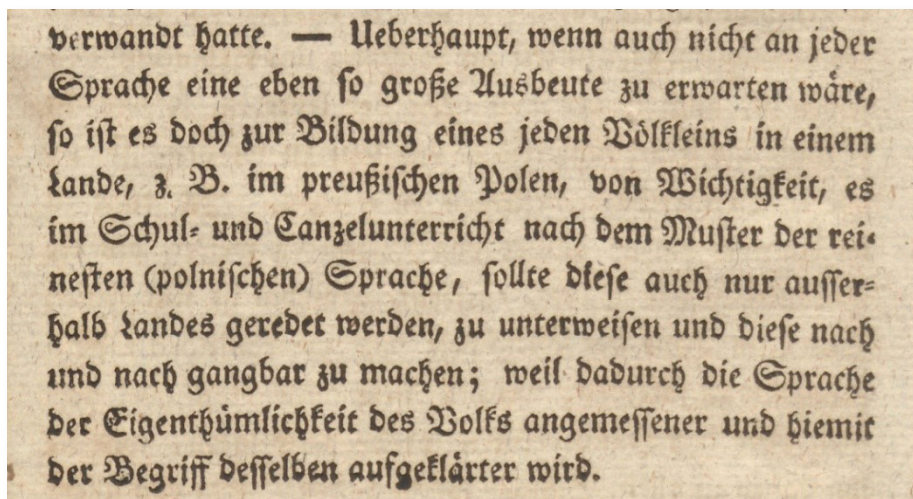 verwandt hatte. — Ueberhaupt, wenn auch nicht an jeder
Sprache eine eben so große Ausbeute zu erwarten wäre,
so ist es doch zur Bildung eines jeden Völkleins in einem
Lande, z. B. im preußischen Polen, von Wichtigkeit, es
im Schul- und Canzelunterricht nach dem Muster der rei-
nesten (polnischen) Sprache, sollte diese auch nur ausser-
halb Landes geredet werden, zu unterweisen und diese nach
und nach gangbar zu machen; weil dadurch die Sprache
der Eigenthümlichkeit des Volks angemessener und hiemit
der Begriff desselben aufgeklärter wird.